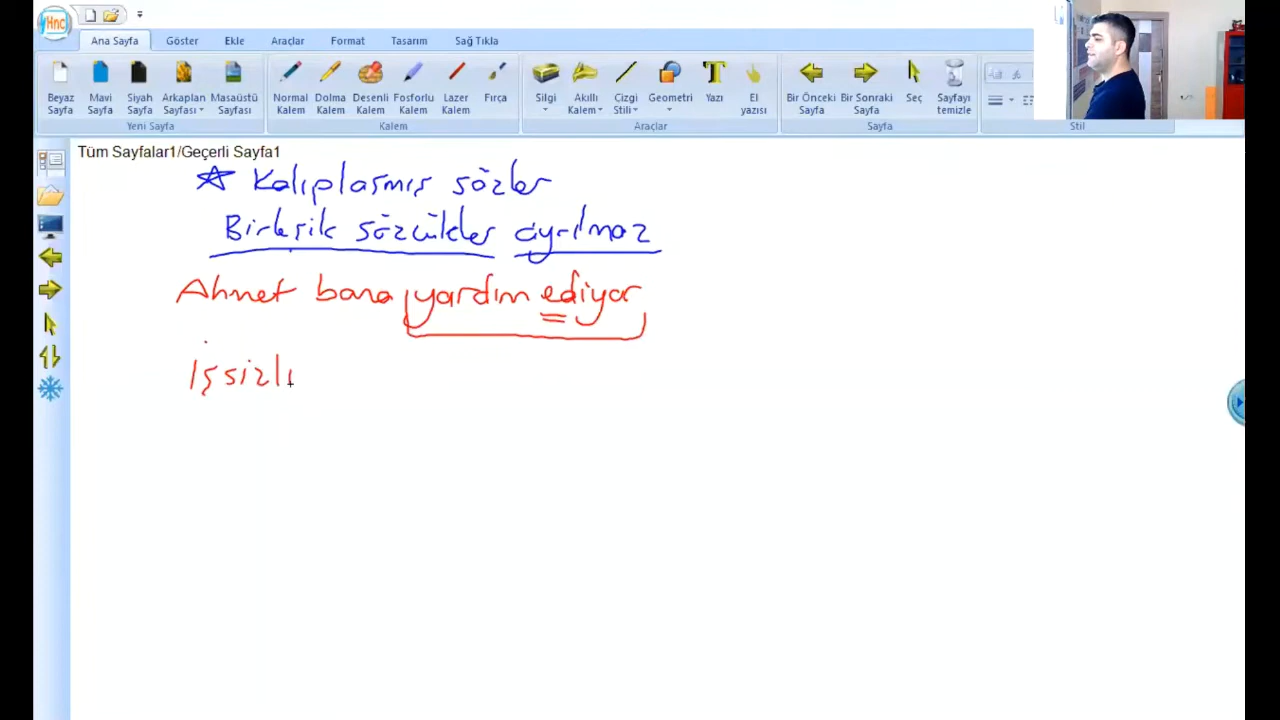 Hnc
Ana Sayfa Göster Ekle Araçlar Format Tasarım Sağ Tıkla
Beyaz Sayfa Mavi Sayfa Siyah Sayfa Arkaplan Sayfası Masaüstü Sayfası Normal Kalem Dolma Kalem Desenli Kalem Fosforlu Kalem Lazer Kalem Fırça Silgi Akıllı Kalem Çizgi Stili Geometri Yazı El yazısı Bir Önceki Sayfa Bir Sonraki Sayfa Seç Sayfayı temizle
Yeni Sayfa Kalem Araçlar Sayfa Stil
Tüm Sayfalar1/Geçerli Sayfa1
Kalıplaşmış sözler
Birleşik sözcükler ayrılmaz
Ahmet bana yardım ediyor
İşsizlı